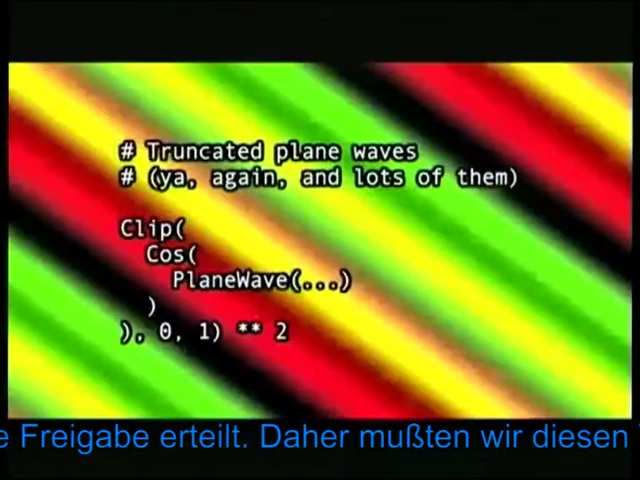 # Truncated plane waves
# (ya, again, and lots of them)
Clip(
Cos(
PlaneWave(...)
)
), 0, 1) ** 2
e Freigabe erteilt. Daher mußten wir diesen